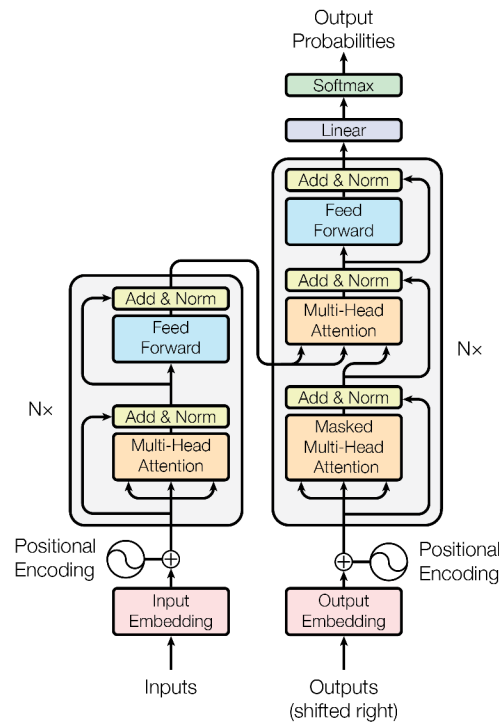 Output
Probabilities
Softmax
Linear
Add & Norm
Feed
Forward
Add & Norm
Multi-Head
Attention
Nx
Add & Norm
Masked
Multi-Head
Attention
Add & Norm
Feed
Forward
Nx
Add & Norm
Multi-Head
Attention
Positional
Encoding
Positional
Encoding
Input
Embedding
Output
Embedding
Inputs
Outputs
(shifted right)